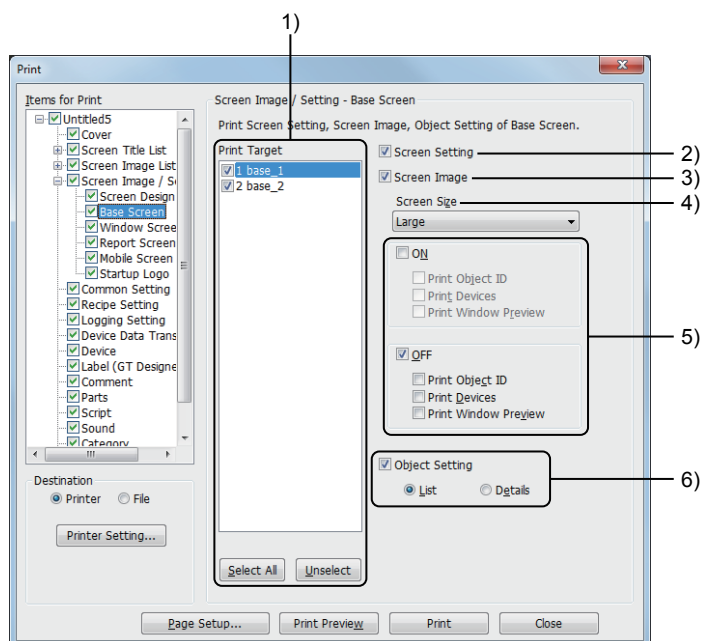 1)
Print
Items for Print
Untitled5
Cover
Screen Title List
Screen Image List
Screen Image / S
Screen Design
Base Screen
Window Scree
Report Screen
Mobile Screen
Startup Logo
Common Setting
Recipe Setting
Logging Setting
Device Data Trans
Device
Label (GT Designe
Comment
Parts
Script
Sound
Category
Destination
Printer File
Printer Setting...
Screen Image / Setting - Base Screen
Print Screen Setting, Screen Image, Object Setting of Base Screen.
Print Target
1 base_1
2 base_2
Select All Unselect
Screen Setting 2)
Screen Image 3)
Screen Size 4)
Large
ON
Print Object ID
Print Devices
Print Window Preview
5)
OFF
Print Object ID
Print Devices
Print Window Preview
Object Setting
List Details 6)
Page Setup... Print Preview Print Close